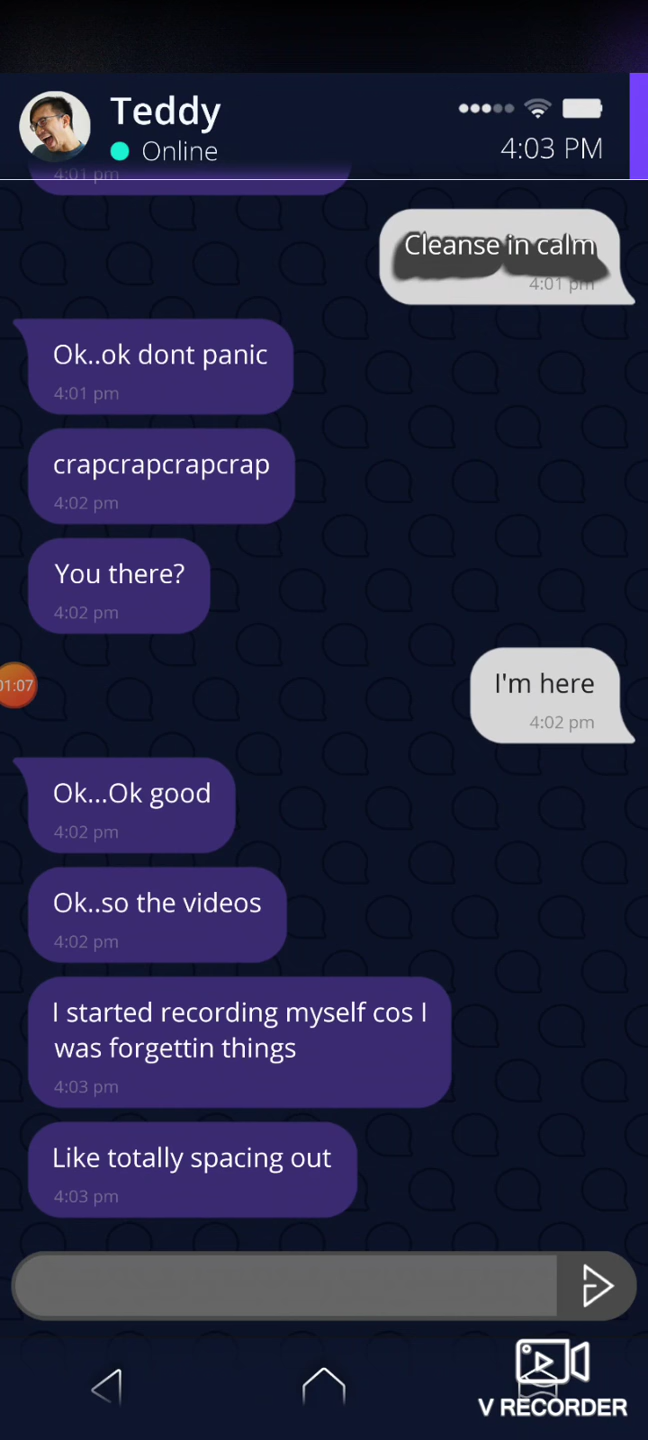 Teddy
Online
4:03 PM
4:01 pm
Cleanse in calm
4:01 pm
Ok..ok dont panic
4:01 pm
crapcrapcrapcrap
4:02 pm
You there?
4:02 pm
01:07
I'm here
4:02 pm
Ok...Ok good
4:02 pm
Ok..so the videos
4:02 pm
I started recording myself cos I
was forgettin things
4:03 pm
Like totally spacing out
4:03 pm
V RECORDER